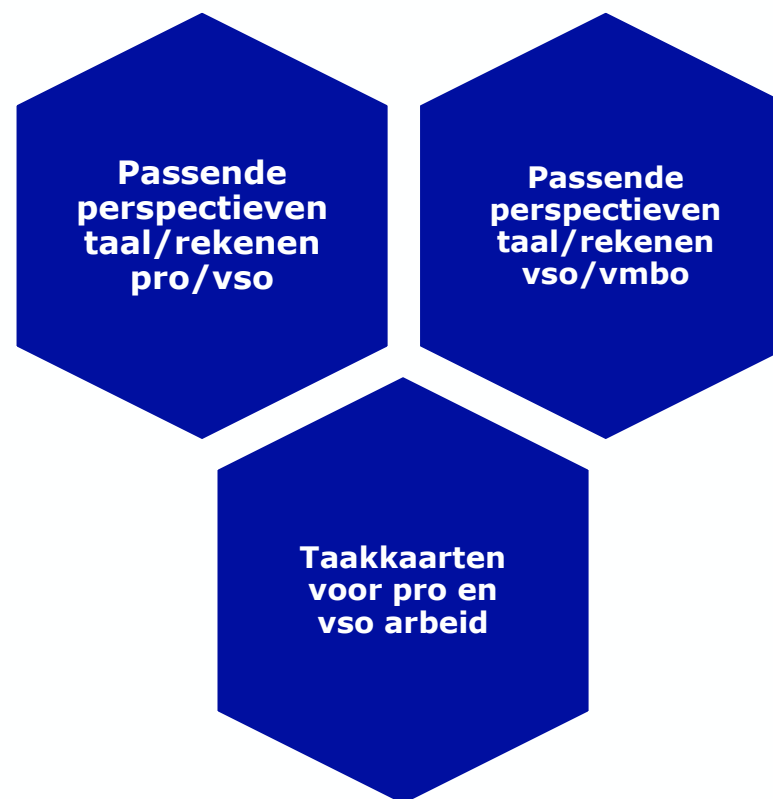 Passende
perspectieven
taal/rekenen
pro/vso
Passende
perspectieven
taal/rekenen
vso/vmbo
Taakkaarten
voor pro en
vso arbeid